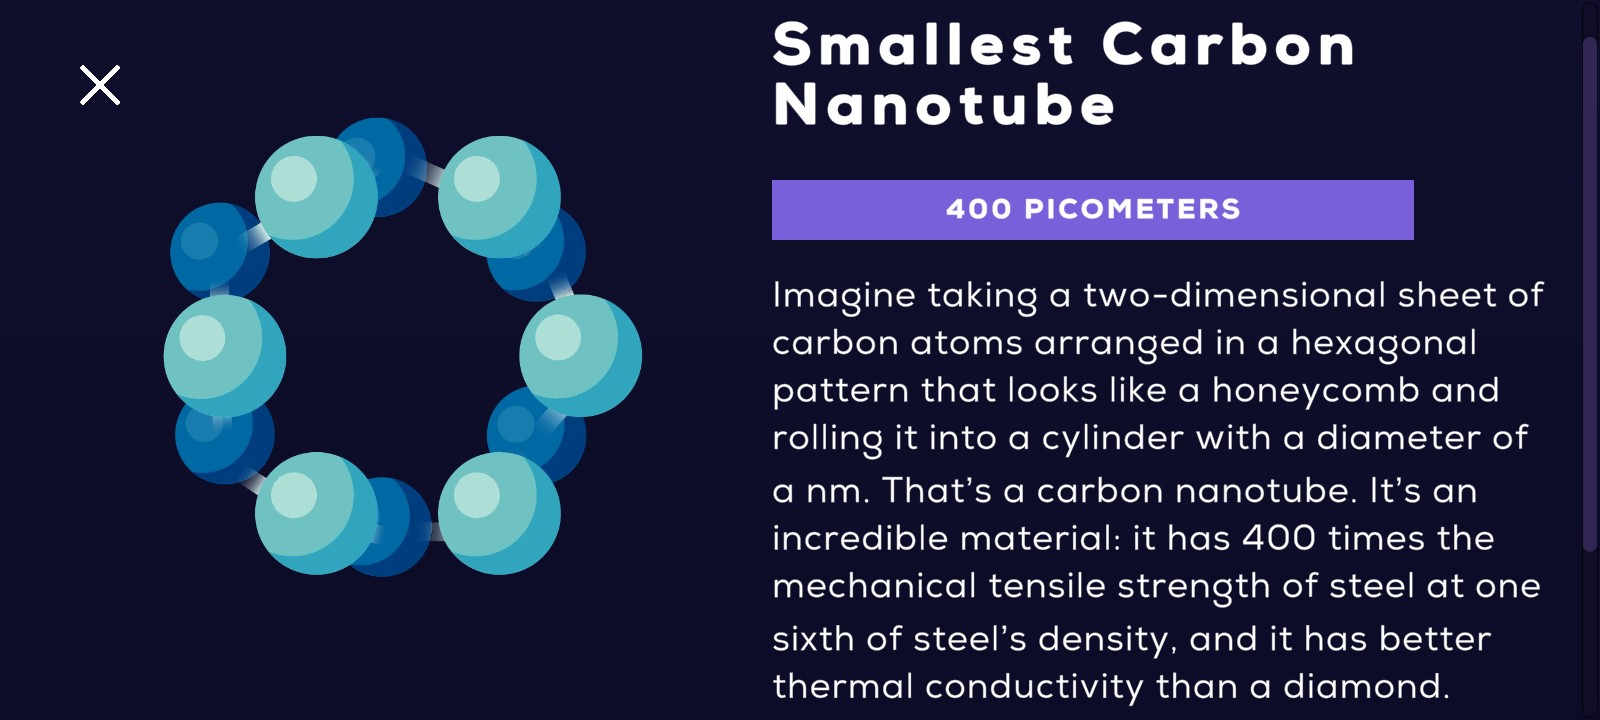 Smallest Carbon
Nanotube
400 PICOMETERS
Imagine taking a two-dimensional sheet of
carbon atoms arranged in a hexagonal
pattern that looks like a honeycomb and
rolling it into a cylinder with a diameter of
a nm. That’s a carbon nanotube. It’s an
incredible material: it has 400 times the
mechanical tensile strength of steel at one
sixth of steel’s density, and it has better
thermal conductivity than a diamond.